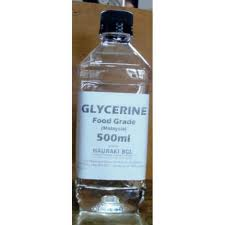 GLYCERINE
Food Grade
(Malaysia)
500ml
HAURAKI BGL